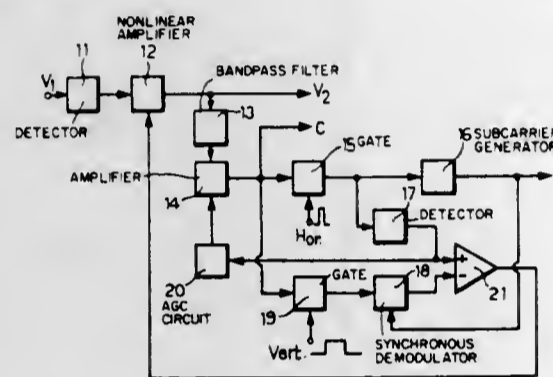 NONLINEAR
AMPLIFIER
11
12
V1
V2
BANDPASS FILTER
DETECTOR
13
C
15 GATE
16 SUBCARRIER
GENERATOR
AMPLIFIER
14
17
DETECTOR
Hor.
GATE
18
+
−
21
20
AGC
CIRCUIT
19
SYNCHRONOUS
DEMODULATOR
Vert.